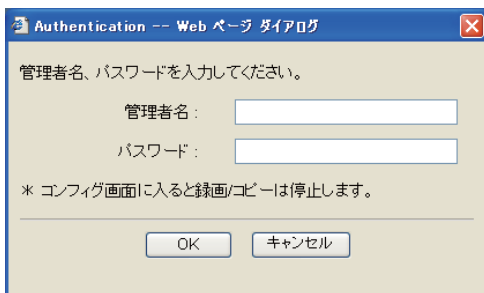 Authentication -- Web ページ ダイアログ
管理者名、パスワードを入力してください。
管理者名 :
パスワード :
* コンフィグ画面に入ると録画/コピーは停止します。
OK キャンセル